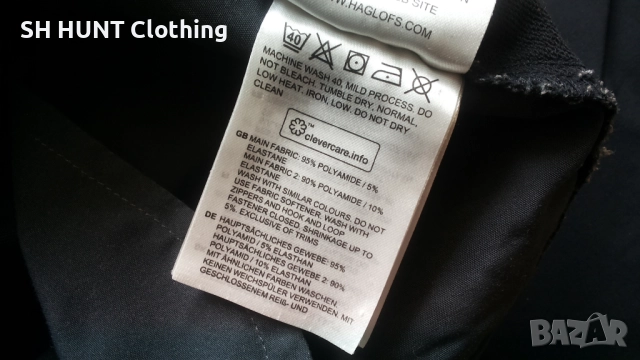 SH HUNT Clothing
SITE
WWW.HAGLOFS.
40
MACHINE WASH 40, MILD PROCESS. DO
NOT BLEACH. TUMBLE DRY, NORMAL,
LOW HEAT. IRON, LOW. DO NOT DRY
CLEAN
clevercare.info™
GB MAIN FABRIC: 95% POLYAMIDE / 5%
ELASTANE
MAIN FABRIC 2: 90% POLYAMIDE / 10%
ELASTANE
WASH WITH SIMILAR COLOURS. DO NOT
USE FABRIC SOFTENER. WASH WITH
ZIPPERS AND HOOK AND LOOP
FASTENER CLOSED. SHRINKAGE UP TO
5%. EXCLUSIVE OF TRIMS
DE HAUPTSÄCHLICHES GEWEBE: 95%
POLYAMID / 5% ELASTHAN
HAUPTSÄCHLICHES GEWEBE 2: 90%
POLYAMID / 10% ELASTHAN
MIT ÄHNLICHEN FARBEN WASCHEN.
KEINEN WEICHSPÜLER VERWENDEN. MIT
GESCHLOSSENEM REIß- UND
BAZAR